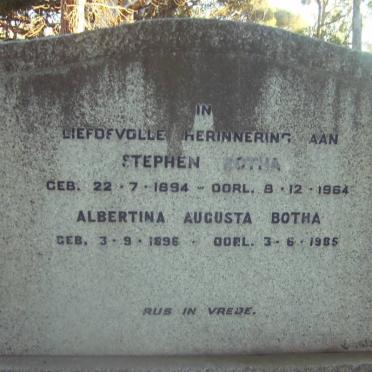 IN
LIEFDEVOLLE HERINNERING AAN
STEPHEN BOTHA
GEB. 22 · 7 · 1894 - OORL. 8 · 12 · 1964
ALBERTINA AUGUSTA BOTHA
GEB. 3 · 9 · 1896 - OORL. 3 · 6 · 1985
RUS IN VREDE.